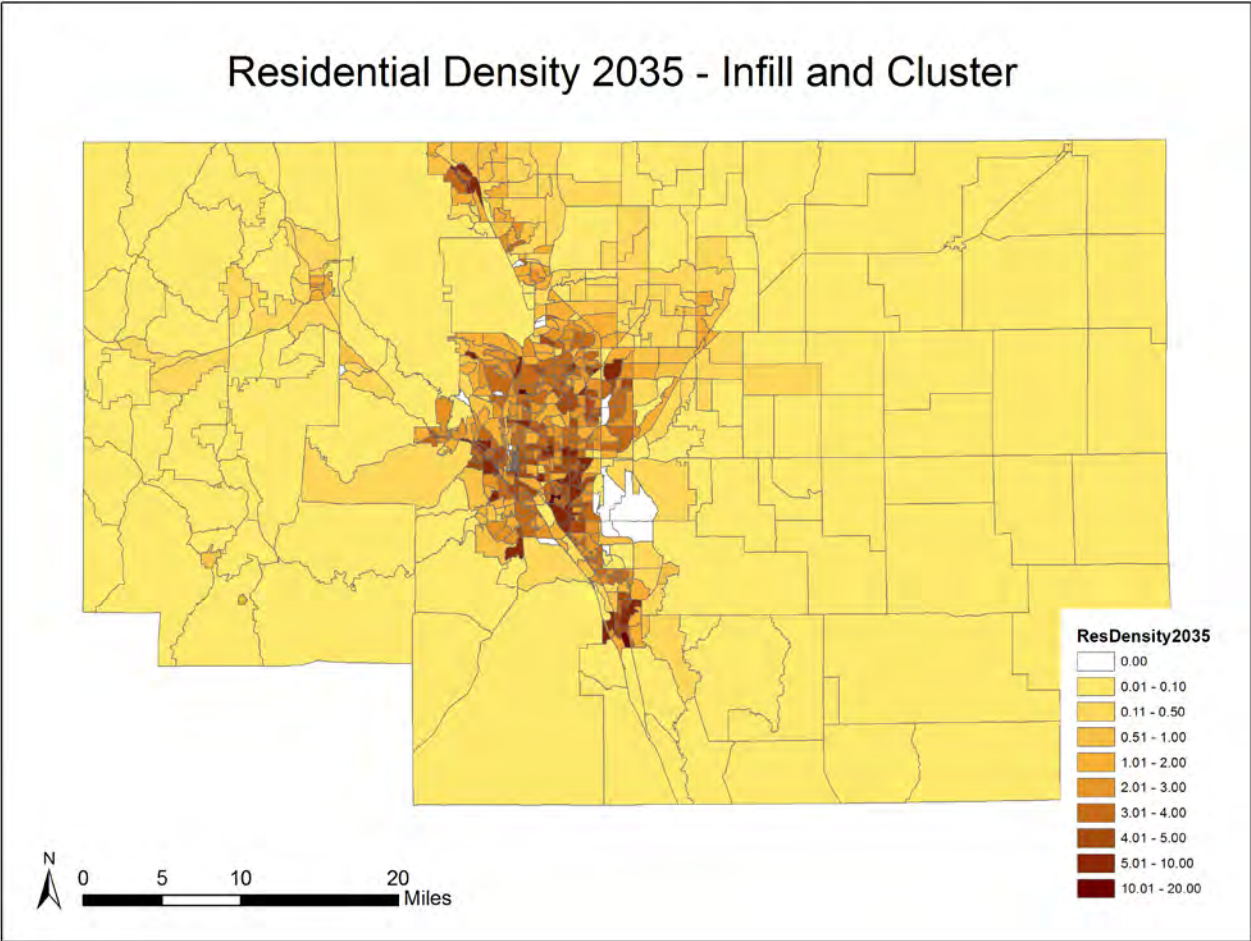 Residential Density 2035 - Infill and Cluster
ResDensity2035
0.00
0.01 - 0.10
0.11 - 0.50
0.51 - 1.00
1.01 - 2.00
2.01 - 3.00
3.01 - 4.00
4.01 - 5.00
5.01 - 10.00
10.01 - 20.00
N
0 5 10 20
Miles